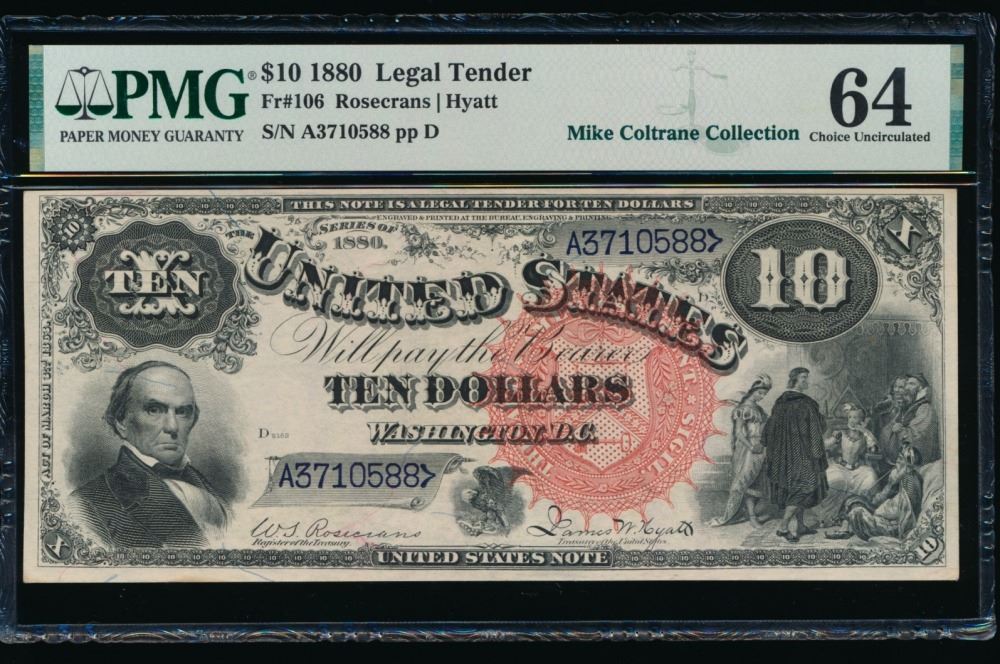 PMG®
PAPER MONEY GUARANTY
$10 1880 Legal Tender
Fr#106 Rosecrans | Hyatt
S/N A3710588 pp D
Mike Coltrane Collection
64
Choice Uncirculated
THIS NOTE IS A LEGAL TENDER FOR TEN DOLLARS
ENGRAVED & PRINTED AT THE BUREAU, ENGRAVING & PRINTING
SERIES OF
1880.
A3710588
10
X
TEN
10
THE
UNITED STATES
Will pay the Bearer
TEN DOLLARS
WASHINGTON, D.C.
D
A3710588
W.S. Rosecrans
Register of the Treasury
James W. Hyatt
Treasurer of the United States
X
UNITED STATES NOTE
10